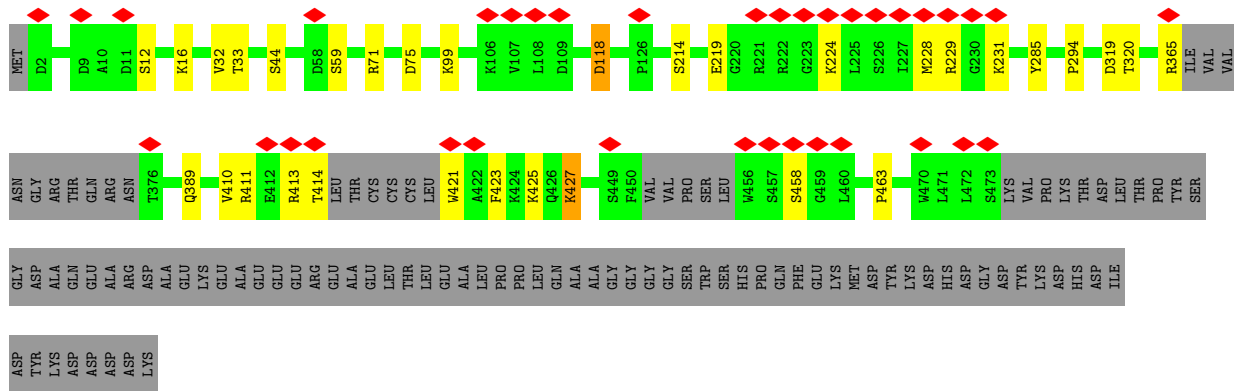 MET D2 D9 A10 D11 S12 K16 V32 T33 S44 D58 S59 R71 D75 K99 K106 V107 L108 D109 D118 P126 S214 E219 G220 R221 R222 G223 K224 L225 S226 I227 M228 R229 G230 K231 Y285 P294 D319 T320 R365 ILE VAL VAL
ASN GLY ARG THR GLN ARG ASN T376 Q389 V410 R411 E412 R413 T414 LEU THR CYS CYS CYS LEU W421 A422 F423 K424 K425 Q426 K427 S449 F450 VAL VAL PRO SER LEU W456 S457 S458 G459 L460 P463 W470 L471 L472 S473 LYS VAL PRO LYS THR ASP LEU THR PRO TYR SER
GLY ASP ALA GLN GLU ALA ARG ASP ALA GLU LYS GLU ALA GLU GLU GLU ARG GLU ALA GLU LEU THR LEU GLU ALA LEU PRO PRO LEU GLN ALA ALA GLY GLY GLY GLY SER TRP SER HIS PRO GLN PHE GLU LYS MET ASP TYR LYS ASP HIS ASP GLY ASP TYR LYS ASP HIS ASP ILE
ASP TYR LYS ASP ASP ASP ASP LYS